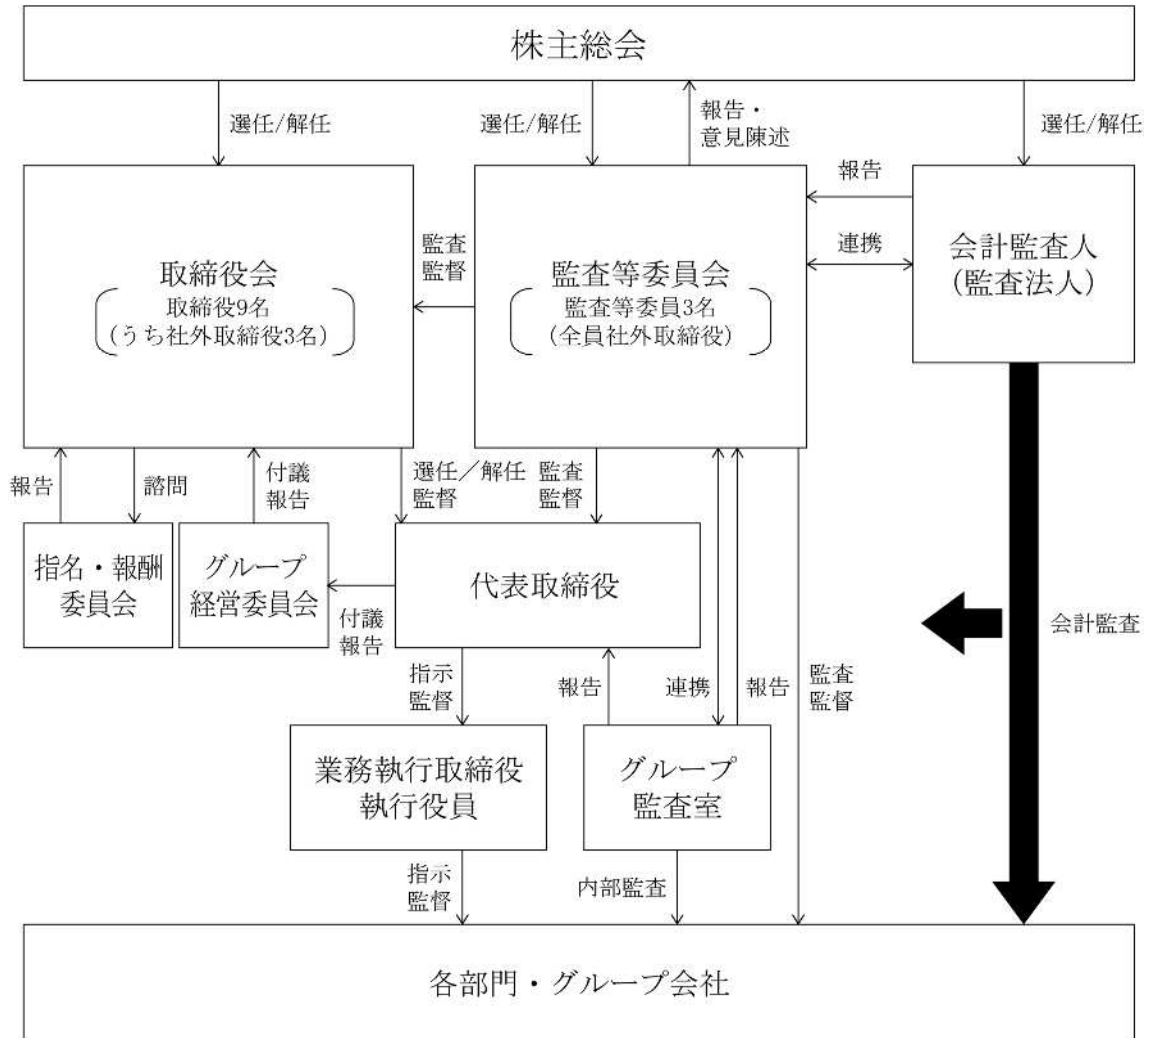 株主総会
選任/解任
選任/解任
報告・
意見陳述
選任/解任
報告
連携
監査
監督
取締役会
取締役9名
(うち社外取締役3名)
監査等委員会
監査等委員3名
(全員社外取締役)
会計監査人
(監査法人)
報告
諮問
付議
報告
選任／解任
監督
監査
監督
指名・報酬
委員会
グループ
経営委員会
付議
報告
代表取締役
会計監査
指示
監督
報告
連携
報告
監査
監督
業務執行取締役
執行役員
グループ
監査室
指示
監督
内部監査
各部門・グループ会社